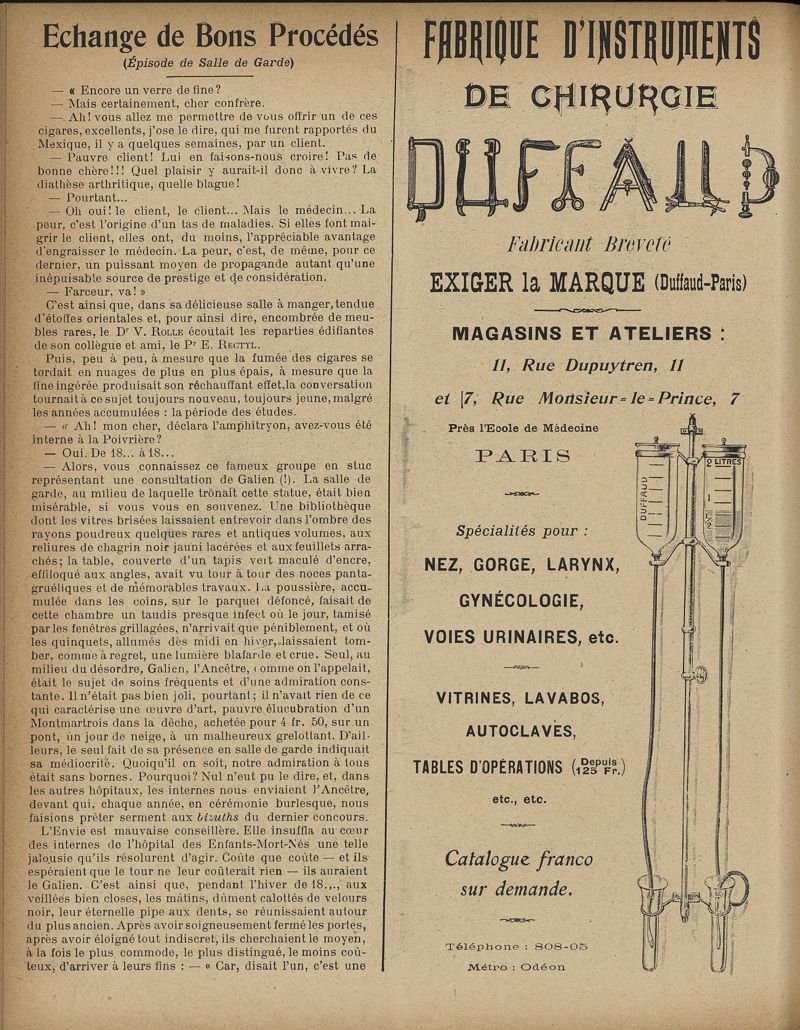 Echange de Bons Procédés
(Épisode de Salle de Garde)
— « Encore un verre de fine ?
— Mais certainement, cher confrère.
— Ah ! vous allez me permettre de vous offrir un de ces
cigares, excellents, j'ose le dire, qui me furent rapportés du
Mexique, il y a quelques semaines, par un client.
— Pauvre client ! Lui en faisons-nous croire ! Pas de
bonne chère !!! Quel plaisir y aurait-il donc à vivre ? La
diathèse arthritique, quelle blague !
— Pourtant...
— Oh oui ! le client, le client... Mais le médecin... La
peur, c'est l'origine d'un tas de maladies. Si elles font mai-
grir le client, elles ont, du moins, l'appréciable avantage
d'engraisser le médecin. La peur, c'est, de même, pour ce
dernier, un puissant moyen de propagande autant qu'une
inépuisable source de prestige et de considération.
— Farceur, va ! »
C'est ainsi que, dans sa délicieuse salle à manger, tendue
d'étoffes orientales et, pour ainsi dire, encombrée de meu-
bles rares, le Dr V. ROLLE écoutait les reparties édifiantes
de son collègue et ami, le Pr E. RECTYL.
Puis, peu à peu, à mesure que la fumée des cigares se
tordait en nuages de plus en plus épais, à mesure que la
fine ingérée produisait son réchauffant effet, la conversation
tournait à ce sujet toujours nouveau, toujours jeune, malgré
les années accumulées : la période des études.
— « Ah ! mon cher, déclara l'amphitryon, avez-vous été
interne à la Poivrière ?
— Oui. De 18... à 18...
— Alors, vous connaissez ce fameux groupe en stuc
représentant une consultation de Galien (!). La salle de
garde, au milieu de laquelle trônait cette statue, était bien
misérable, si vous vous en souvenez. Une bibliothèque
dont les vitres brisées laissaient entrevoir dans l'ombre des
rayons poudreux quelques rares et antiques volumes, aux
reliures de chagrin noir jauni lacérées et aux feuillets arra-
chés ; la table, couverte d'un tapis vert maculé d'encre,
effiloqué aux angles, avait vu tour à tour des noces panta-
gruéliques et de mémorables travaux. La poussière, accu-
mulée dans les coins, sur le parquet défoncé, faisait de
cette chambre un taudis presque infect où le jour, tamisé
par les fenêtres grillagées, n'arrivait que péniblement, et où
les quinquets, allumés dès midi en hiver, laissaient tom-
ber, comme à regret, une lumière blafarde et crue. Seul, au
milieu du désordre, Galien, l'Ancêtre, comme on l'appelait,
était le sujet de soins fréquents et d'une admiration cons-
tante. Il n'était pas bien joli, pourtant ; il n'avait rien de ce
qui caractérise une œuvre d'art, pauvre élucubration d'un
Montmartrois dans la dèche, achetée pour 4 fr. 50, sur un
pont, un jour de neige, à un malheureux grelottant. D'ail-
leurs, le seul fait de sa présence en salle de garde indiquait
sa médiocrité. Quoiqu'il en soit, notre admiration à tous
était sans bornes. Pourquoi ? Nul n'eut pu le dire, et, dans
les autres hôpitaux, les internes nous enviaient l'Ancêtre,
devant qui, chaque année, en cérémonie burlesque, nous
faisions prêter serment aux bizuths du dernier concours.
L'Envie est mauvaise conseillère. Elle insuffla au cœur
des internes de l'hôpital des Enfants-Mort-Nés une telle
jalousie qu'ils résolurent d'agir. Coûte que coûte — et ils
espéraient que le tour ne leur coûterait rien — ils auraient
le Galien. C'est ainsi que, pendant l'hiver de 18..., aux
veillées bien closes, les mâtins, dûment calottés de velours
noir, leur éternelle pipe aux dents, se réunissaient autour
du plus ancien. Après avoir soigneusement fermé les portes,
après avoir éloigné tout indiscret, ils cherchaient le moyen,
à la fois le plus commode, le plus distingué, le moins coû-
teux, d'arriver à leurs fins : — « Car, disait l'un, c'est une
FABRIQUE D'INSTRUMENTS
DE CHIRURGIE
DUFFAUD
Fabricant Breveté
EXIGER la MARQUE (Duffaud-Paris)
MAGASINS ET ATELIERS :
11, Rue Dupuytren, 11
et 7, Rue Monsieur=le=Prince, 7
Près l'Ecole de Médecine
PARIS
Spécialités pour :
NEZ, GORGE, LARYNX,
GYNÉCOLOGIE,
VOIES URINAIRES, etc.
VITRINES, LAVABOS,
AUTOCLAVES,
TABLES D'OPÉRATIONS (Depuis 125 Fr.)
etc., etc.
Catalogue franco
sur demande.
Téléphone : 808-05
Métro : Odéon
DUFFAUD
2 LITRES
1
1/2